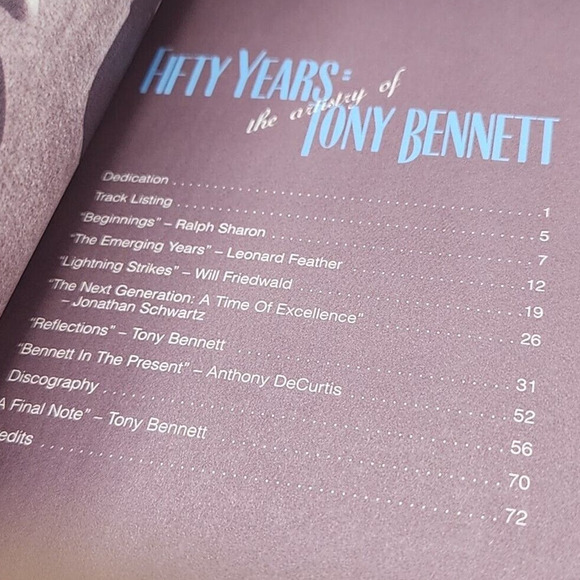 FIFTY YEARS:
the artistry of
TONY BENNETT
Dedication 1
Track Listing 5
"Beginnings" – Ralph Sharon 7
"The Emerging Years" – Leonard Feather 12
"Lightning Strikes" – Will Friedwald 19
"The Next Generation: A Time Of Excellence"
– Jonathan Schwartz 26
"Reflections" – Tony Bennett 31
"Bennett In The Present" – Anthony DeCurtis 52
Discography 56
A Final Note" – Tony Bennett 70
edits 72